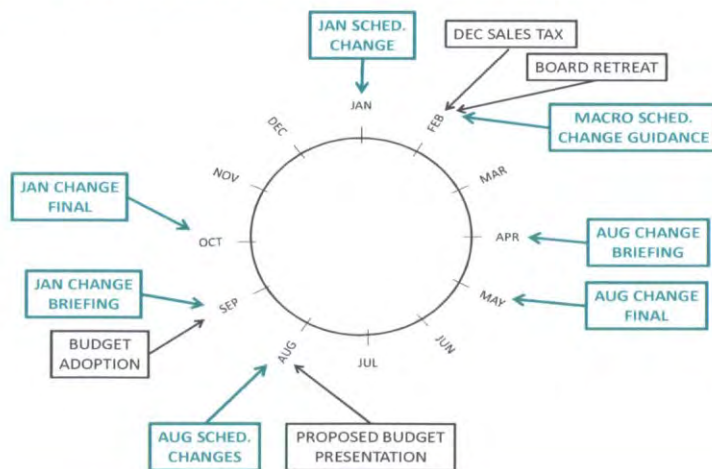 JAN SCHED.
CHANGE
DEC SALES TAX
BOARD RETREAT
MACRO SCHED.
CHANGE GUIDANCE
JAN
FEB
MAR
APR
MAY
JUN
JUL
AUG
SEP
OCT
NOV
DEC
AUG CHANGE
BRIEFING
AUG CHANGE
FINAL
PROPOSED BUDGET
PRESENTATION
AUG SCHED.
CHANGES
BUDGET
ADOPTION
JAN CHANGE
BRIEFING
JAN CHANGE
FINAL